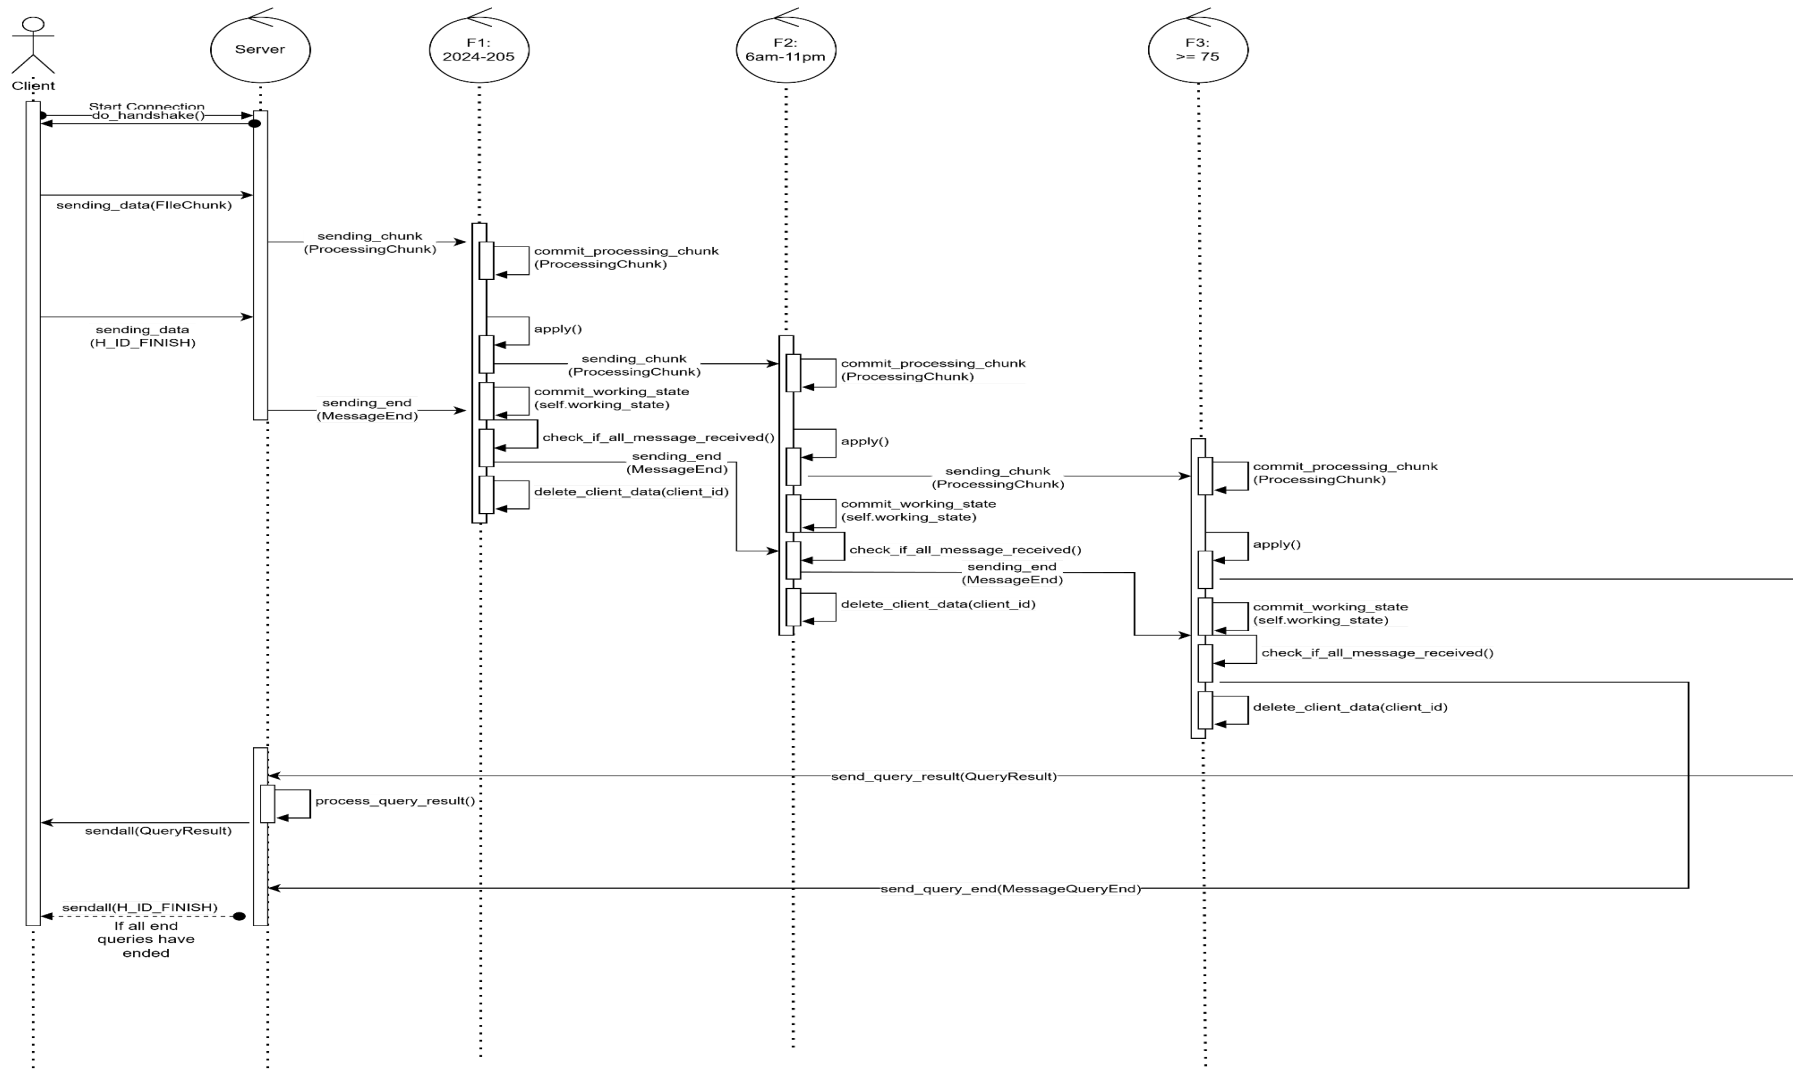 Client
Server
F1:
2024-205
F2:
6am-11pm
F3:
>= 75
Start Connection
do_handshake()
sending_data(FIleChunk)
sending_chunk
(ProcessingChunk)
commit_processing_chunk
(ProcessingChunk)
sending_data
(H_ID_FINISH)
apply()
sending_chunk
(ProcessingChunk)
commit_processing_chunk
(ProcessingChunk)
sending_end
(MessageEnd)
commit_working_state
(self.working_state)
check_if_all_message_received()
sending_end
(MessageEnd)
delete_client_data(client_id)
apply()
sending_chunk
(ProcessingChunk)
commit_processing_chunk
(ProcessingChunk)
commit_working_state
(self.working_state)
check_if_all_message_received()
sending_end
(MessageEnd)
delete_client_data(client_id)
apply()
commit_working_state
(self.working_state)
check_if_all_message_received()
delete_client_data(client_id)
send_query_result(QueryResult)
process_query_result()
sendall(QueryResult)
send_query_end(MessageQueryEnd)
sendall(H_ID_FINISH)
If all end
queries have
ended